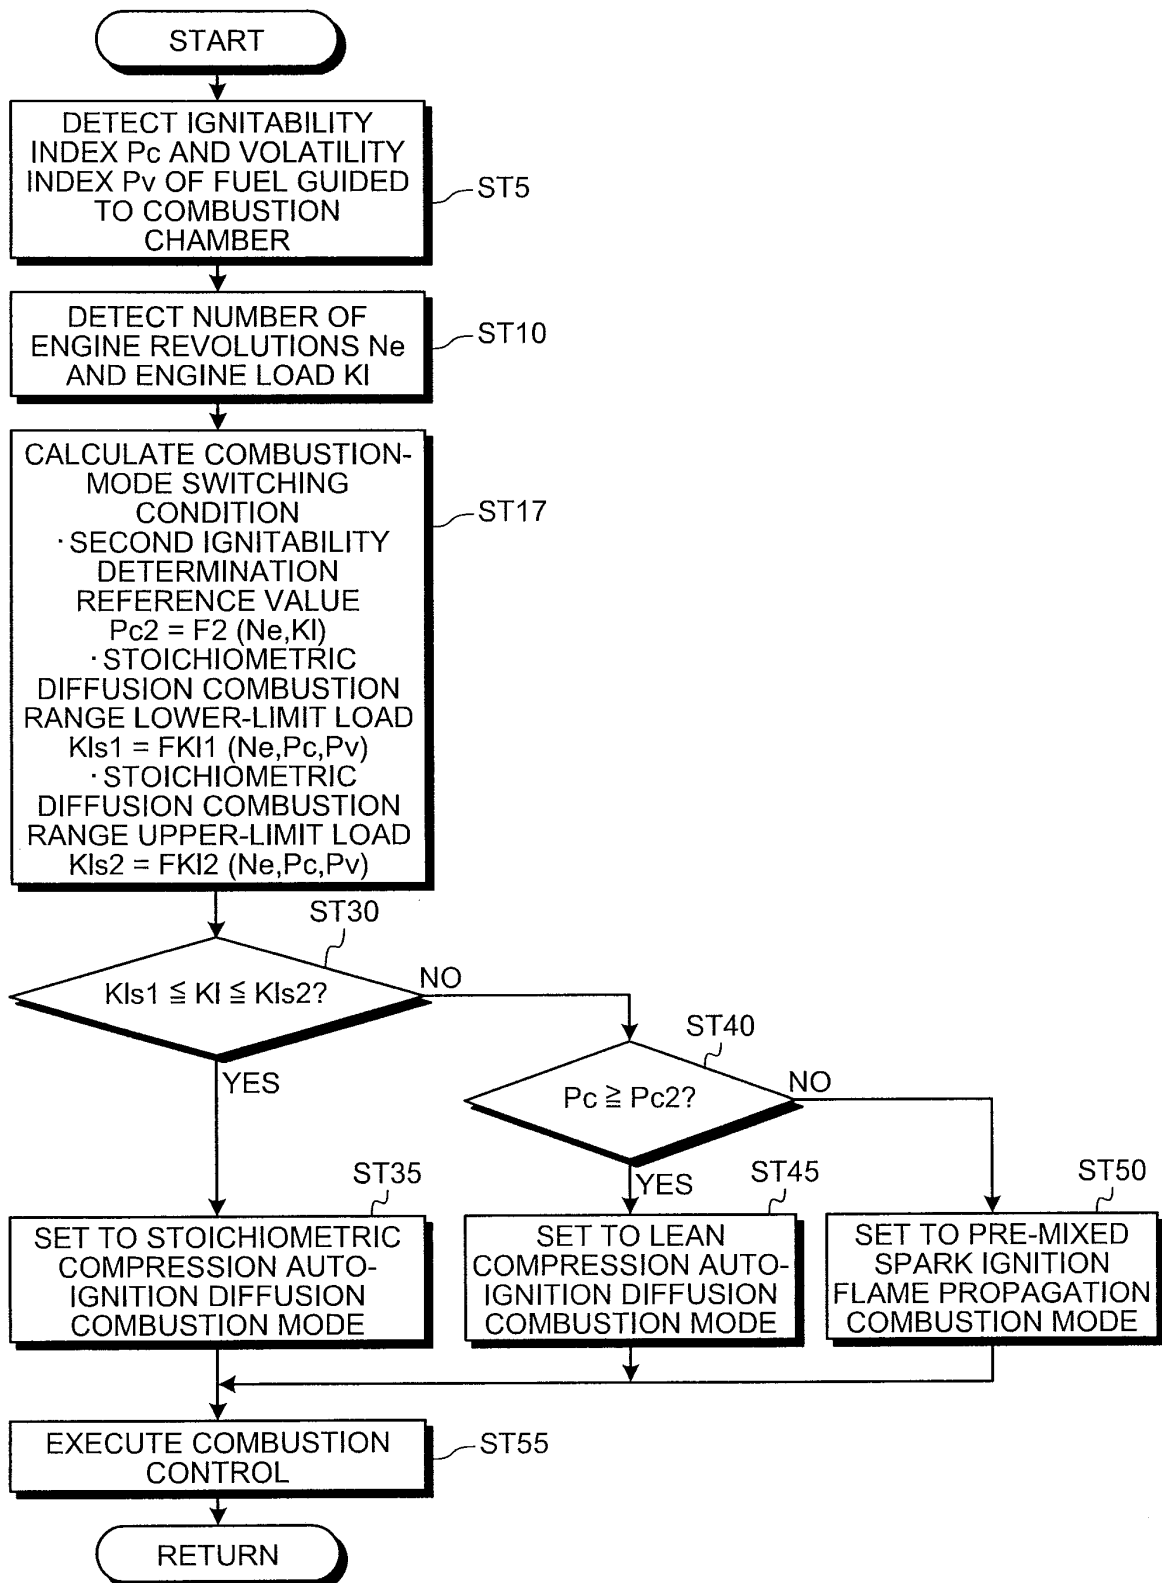 START
DETECT IGNITABILITY
INDEX Pc AND VOLATILITY
INDEX Pv OF FUEL GUIDED
TO COMBUSTION
CHAMBER
ST5
DETECT NUMBER OF
ENGINE REVOLUTIONS Ne
AND ENGINE LOAD Kl
ST10
CALCULATE COMBUSTION-
MODE SWITCHING
CONDITION
· SECOND IGNITABILITY
DETERMINATION
REFERENCE VALUE
Pc2 = F2 (Ne,Kl)
· STOICHIOMETRIC
DIFFUSION COMBUSTION
RANGE LOWER-LIMIT LOAD
Kls1 = FKl1 (Ne,Pc,Pv)
· STOICHIOMETRIC
DIFFUSION COMBUSTION
RANGE UPPER-LIMIT LOAD
Kls2 = FKl2 (Ne,Pc,Pv)
ST17
ST30
Kls1 ≦ Kl ≦ Kls2?
NO
YES
ST40
Pc ≧ Pc2?
NO
YES
ST35
SET TO STOICHIOMETRIC
COMPRESSION AUTO-
IGNITION DIFFUSION
COMBUSTION MODE
ST45
SET TO LEAN
COMPRESSION AUTO-
IGNITION DIFFUSION
COMBUSTION MODE
ST50
SET TO PRE-MIXED
SPARK IGNITION
FLAME PROPAGATION
COMBUSTION MODE
EXECUTE COMBUSTION
CONTROL
ST55
RETURN